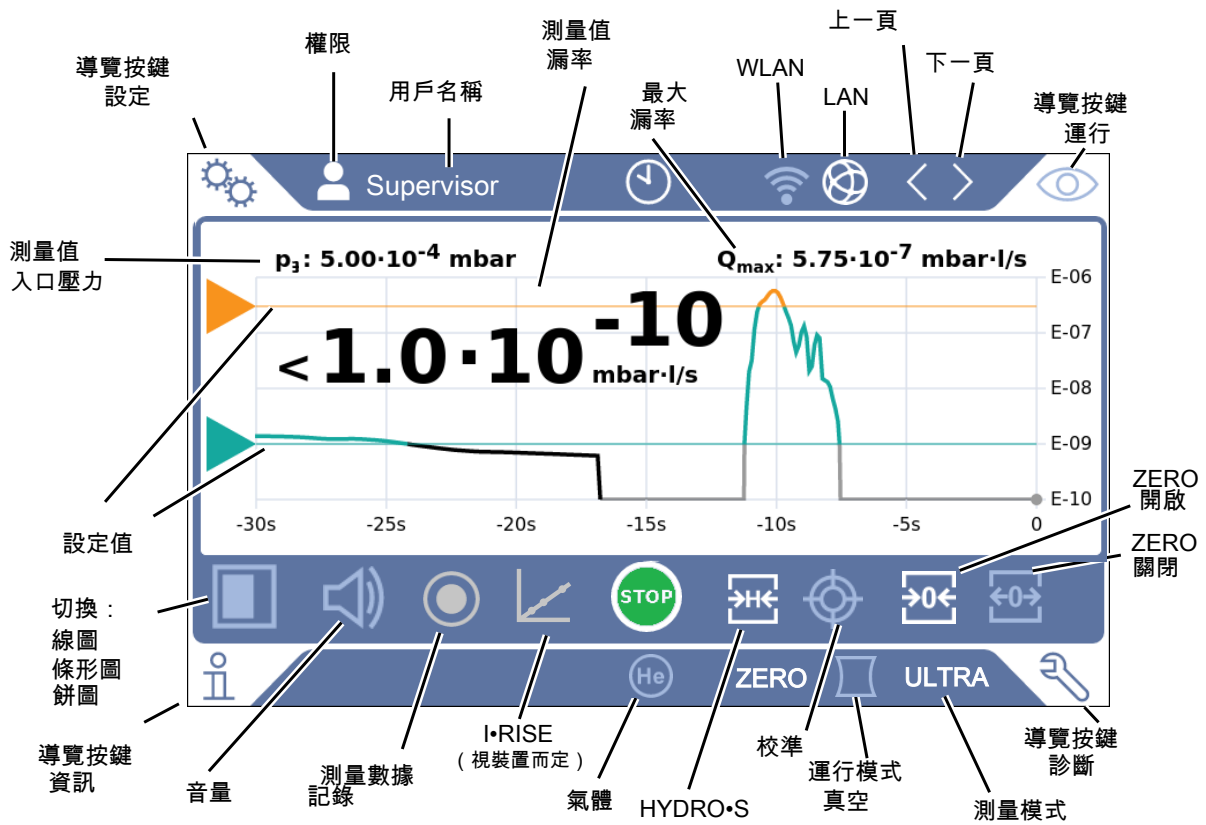 上一頁
測量值
漏率
權限
導覽按鍵
設定
WLAN
下一頁
用戶名稱
最大
漏率
LAN
導覽按鍵
運行
Supervisor
測量值
入口壓力
p₃: 5.00·10⁻⁴ mbar
Qmax: 5.75·10⁻⁷ mbar·l/s
E-06
<1.0·10⁻¹⁰
mbar·l/s
E-07
E-08
E-09
E-10
-30s
-25s
-20s
-15s
-10s
-5s
0
ZERO
開啟
設定值
ZERO
關閉
STOP
H
0
0
切換：
線圖
條形圖
餅圖
He
ZERO
ULTRA
導覽按鍵
資訊
音量
測量數據
記錄
I•RISE
（視裝置而定）
氣體
HYDRO•S
校準
運行模式
真空
測量模式
導覽按鍵
診斷